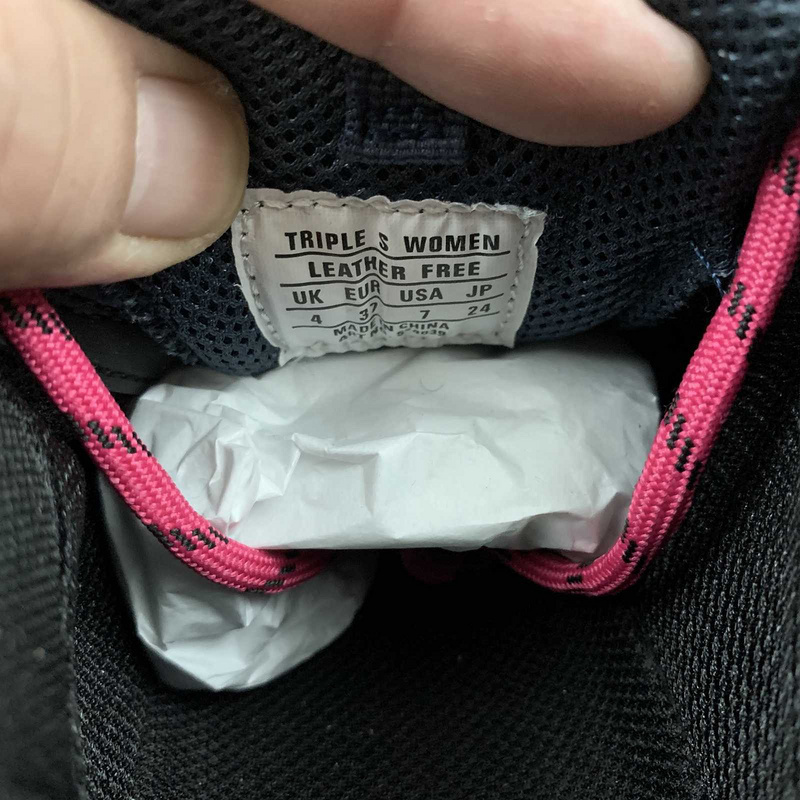 TRIPLE S WOMEN
LEATHER FREE
UK EUR USA JP
4 37 7 24
MADE IN CHINA